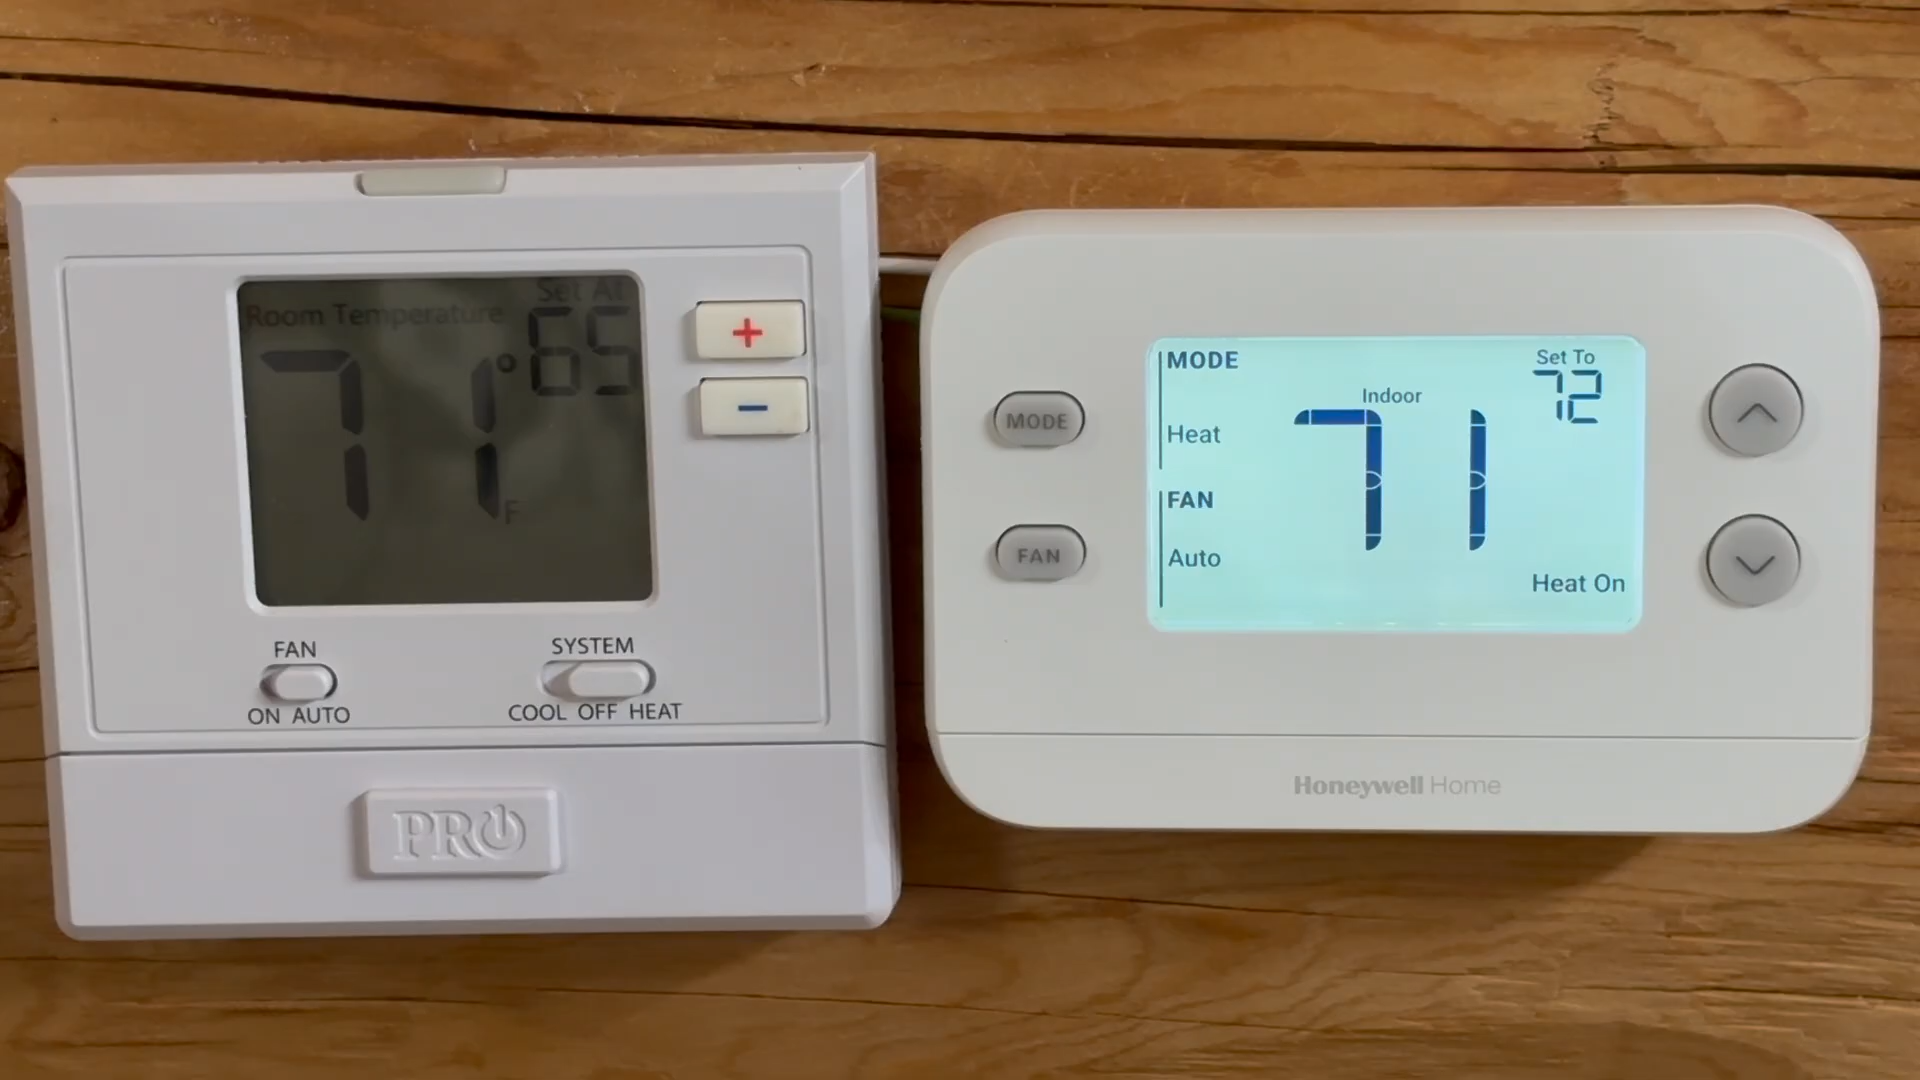 Set At
Room Temperature
65
71°
F
+
-
FAN
ON AUTO
SYSTEM
COOL OFF HEAT
PRO
MODE
FAN
MODE
Heat
FAN
Auto
Indoor
71
Set To
72
Heat On
Honeywell Home